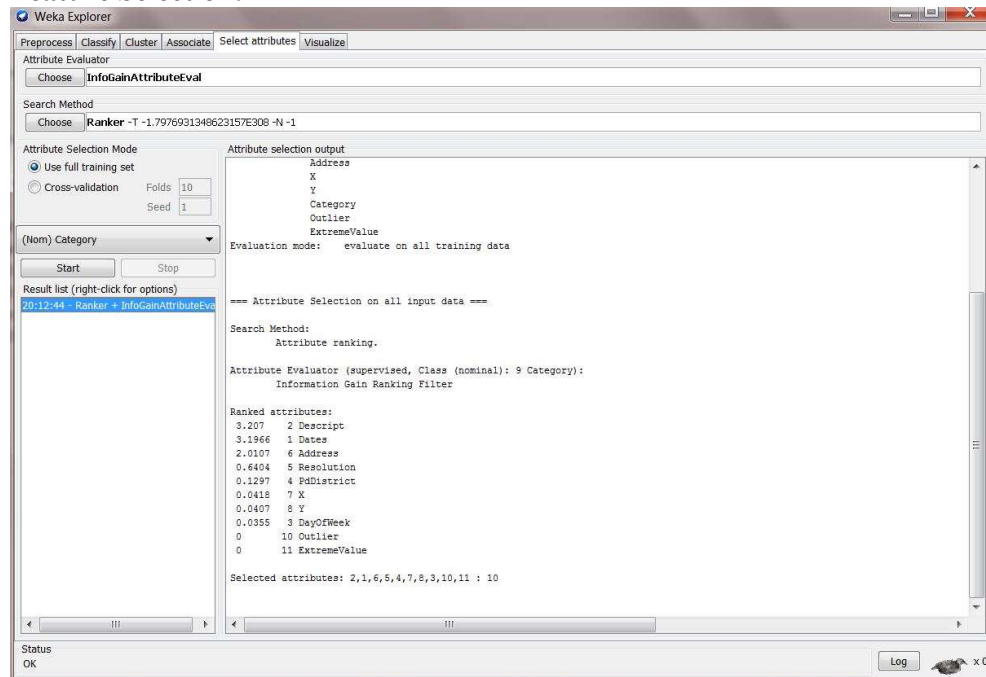 Weka Explorer
Preprocess Classify Cluster Associate Select attributes Visualize
Attribute Evaluator
Choose InfoGainAttributeEval
Search Method
Choose Ranker -T -1.7976931348623157E308 -N -1
Attribute Selection Mode
Use full training set
Cross-validation Folds 10
Seed 1
(Nom) Category
Start Stop
Result list (right-click for options)
20:12:44 - Ranker + InfoGainAttributeEva
Attribute selection output
Address
X
Y
Category
Outlier
ExtremeValue
Evaluation mode: evaluate on all training data
=== Attribute Selection on all input data ===
Search Method:
Attribute ranking.
Attribute Evaluator (supervised, Class (nominal): 9 Category):
Information Gain Ranking Filter
Ranked attributes:
3.207 2 Descript
3.1966 1 Dates
2.0107 6 Address
0.6404 5 Resolution
0.1297 4 PdDistrict
0.0418 7 X
0.0407 8 Y
0.0355 3 DayOfWeek
0 10 Outlier
0 11 ExtremeValue
Selected attributes: 2,1,6,5,4,7,8,3,10,11 : 10
Status
OK
Log x 0